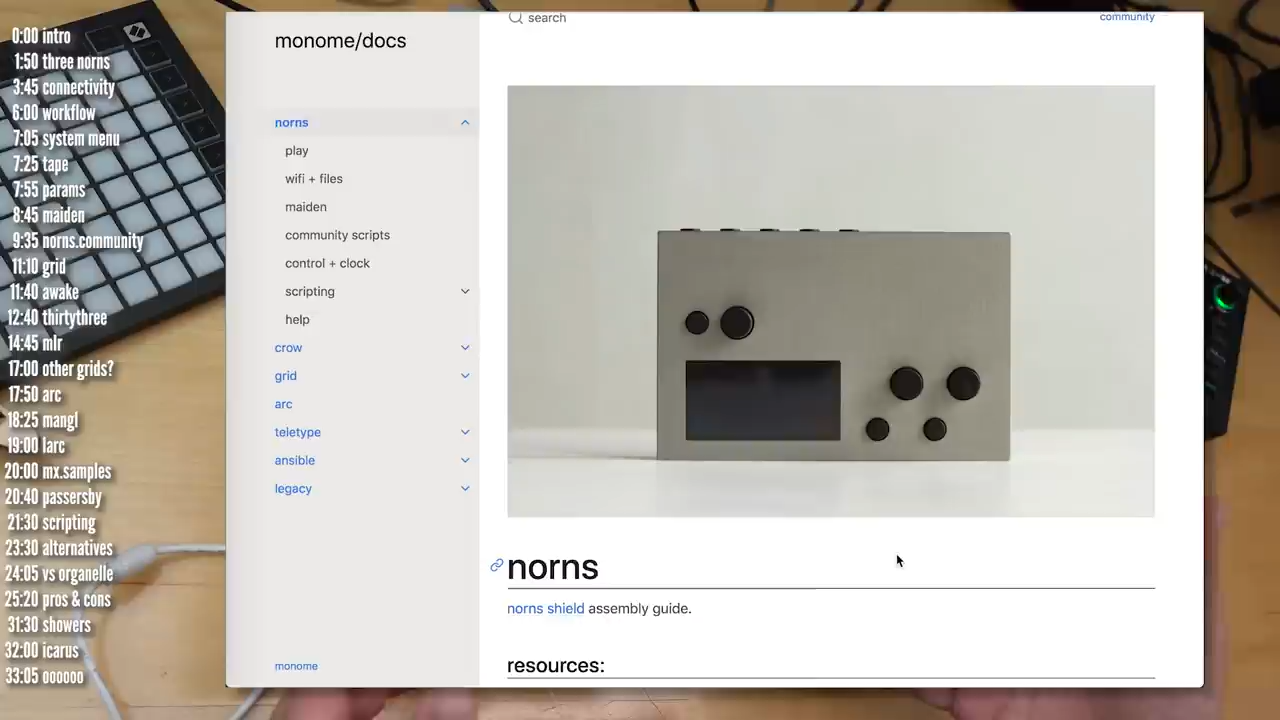 0:00 intro
1:50 three norns
3:45 connectivity
6:00 workflow
7:05 system menu
7:25 tape
7:55 params
8:45 maiden
9:35 norns.community
11:10 grid
11:40 awake
12:40 thirtythree
14:45 mlr
17:00 other grids?
17:50 arc
18:25 mangl
19:00 larc
20:00 mx.samples
20:40 passersby
21:30 scripting
23:30 alternatives
24:05 vs organelle
25:20 pros & cons
31:30 showers
32:00 icarus
33:05 oooooo
monome/docs
norns
play
wifi + files
maiden
community scripts
control + clock
scripting
help
crow
grid
arc
teletype
ansible
legacy
monome
search
community
norns
norns shield assembly guide.
resources: